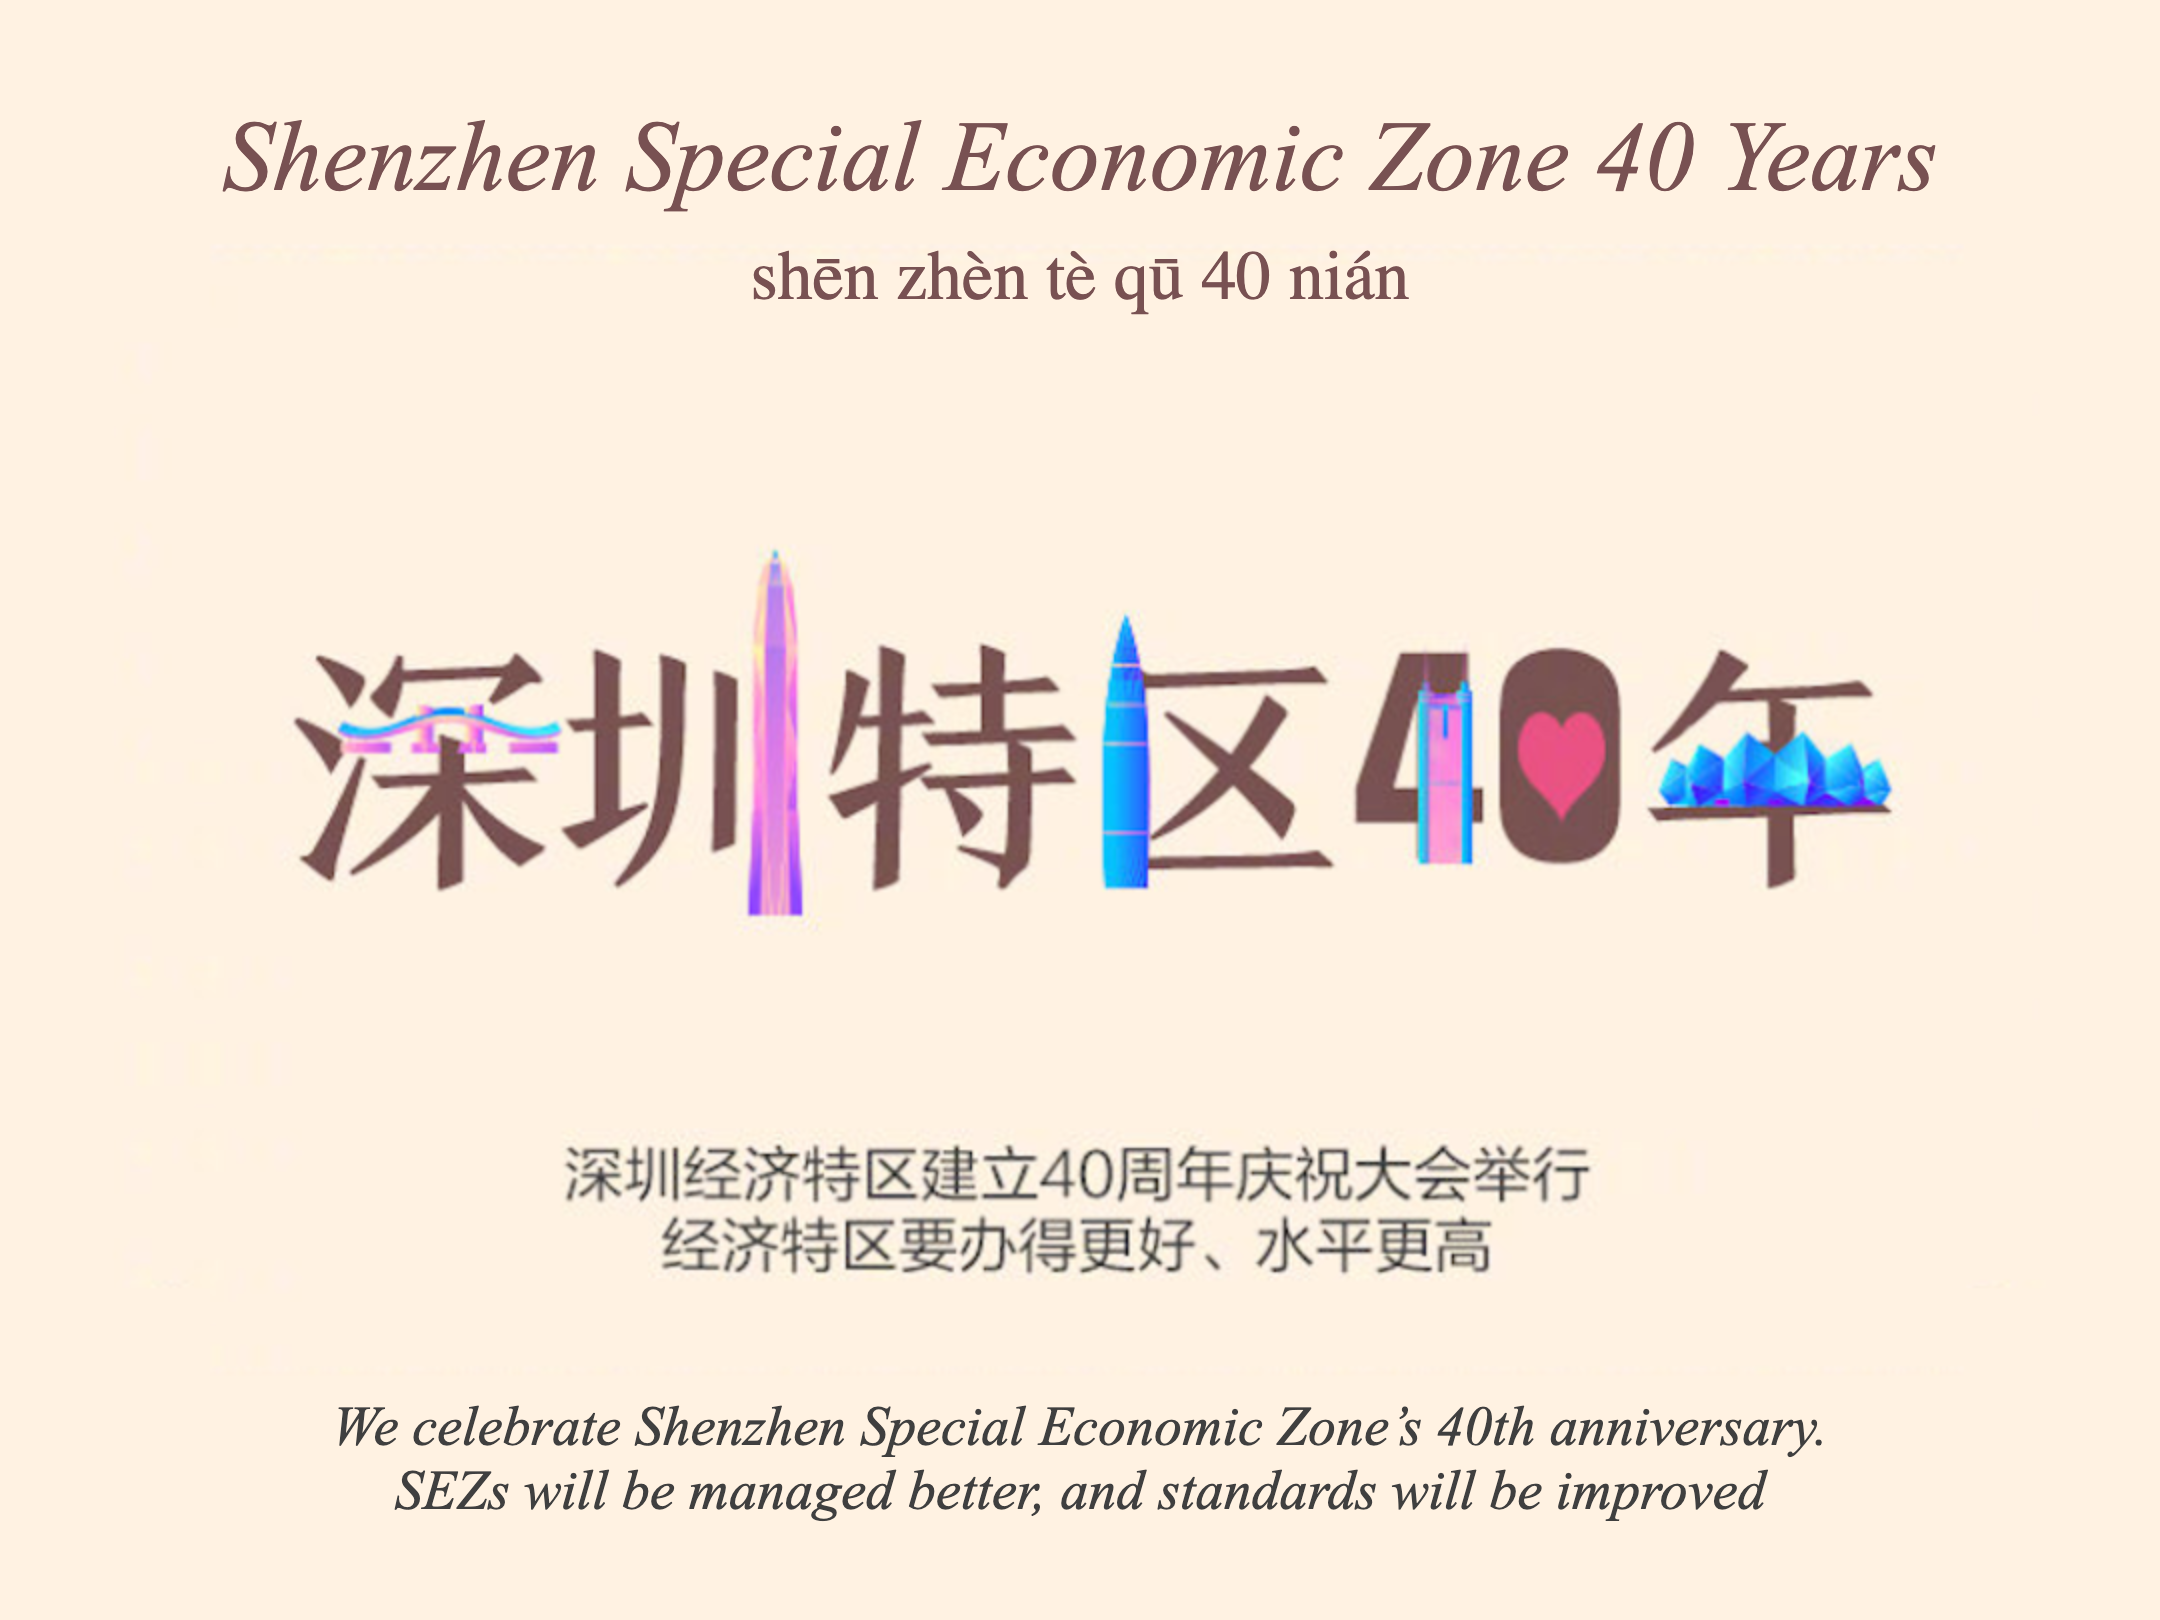 Shenzhen Special Economic Zone 40 Years
shēn zhèn tè qū 40 nián
深圳特区40年
深圳经济特区建立40周年庆祝大会举行
经济特区要办得更好、水平更高
We celebrate Shenzhen Special Economic Zone’s 40th anniversary.
SEZs will be managed better, and standards will be improved